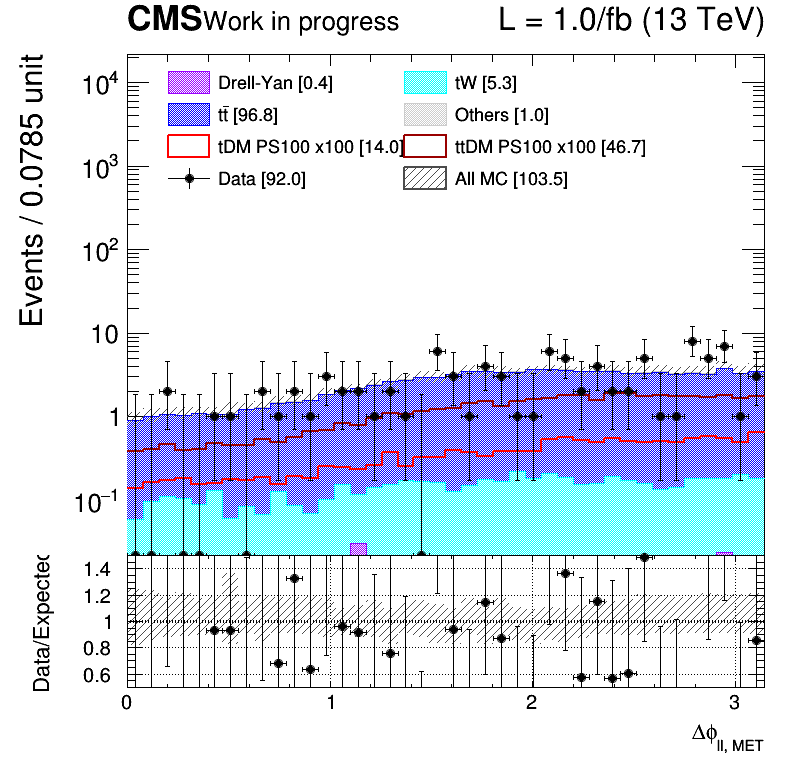 CMS Work in progress L = 1.0/fb (13 TeV)
Events / 0.0785 unit
10⁴
10³
10²
10
1
10⁻¹
Drell-Yan [0.4] tW [5.3]
tt̄ [96.8] Others [1.0]
tDM PS100 x100 [14.0] ttDM PS100 x100 [46.7]
Data [92.0] All MC [103.5]
Data/Expected
1.4
1.2
1
0.8
0.6
0 1 2 3
Δϕ_ll, MET